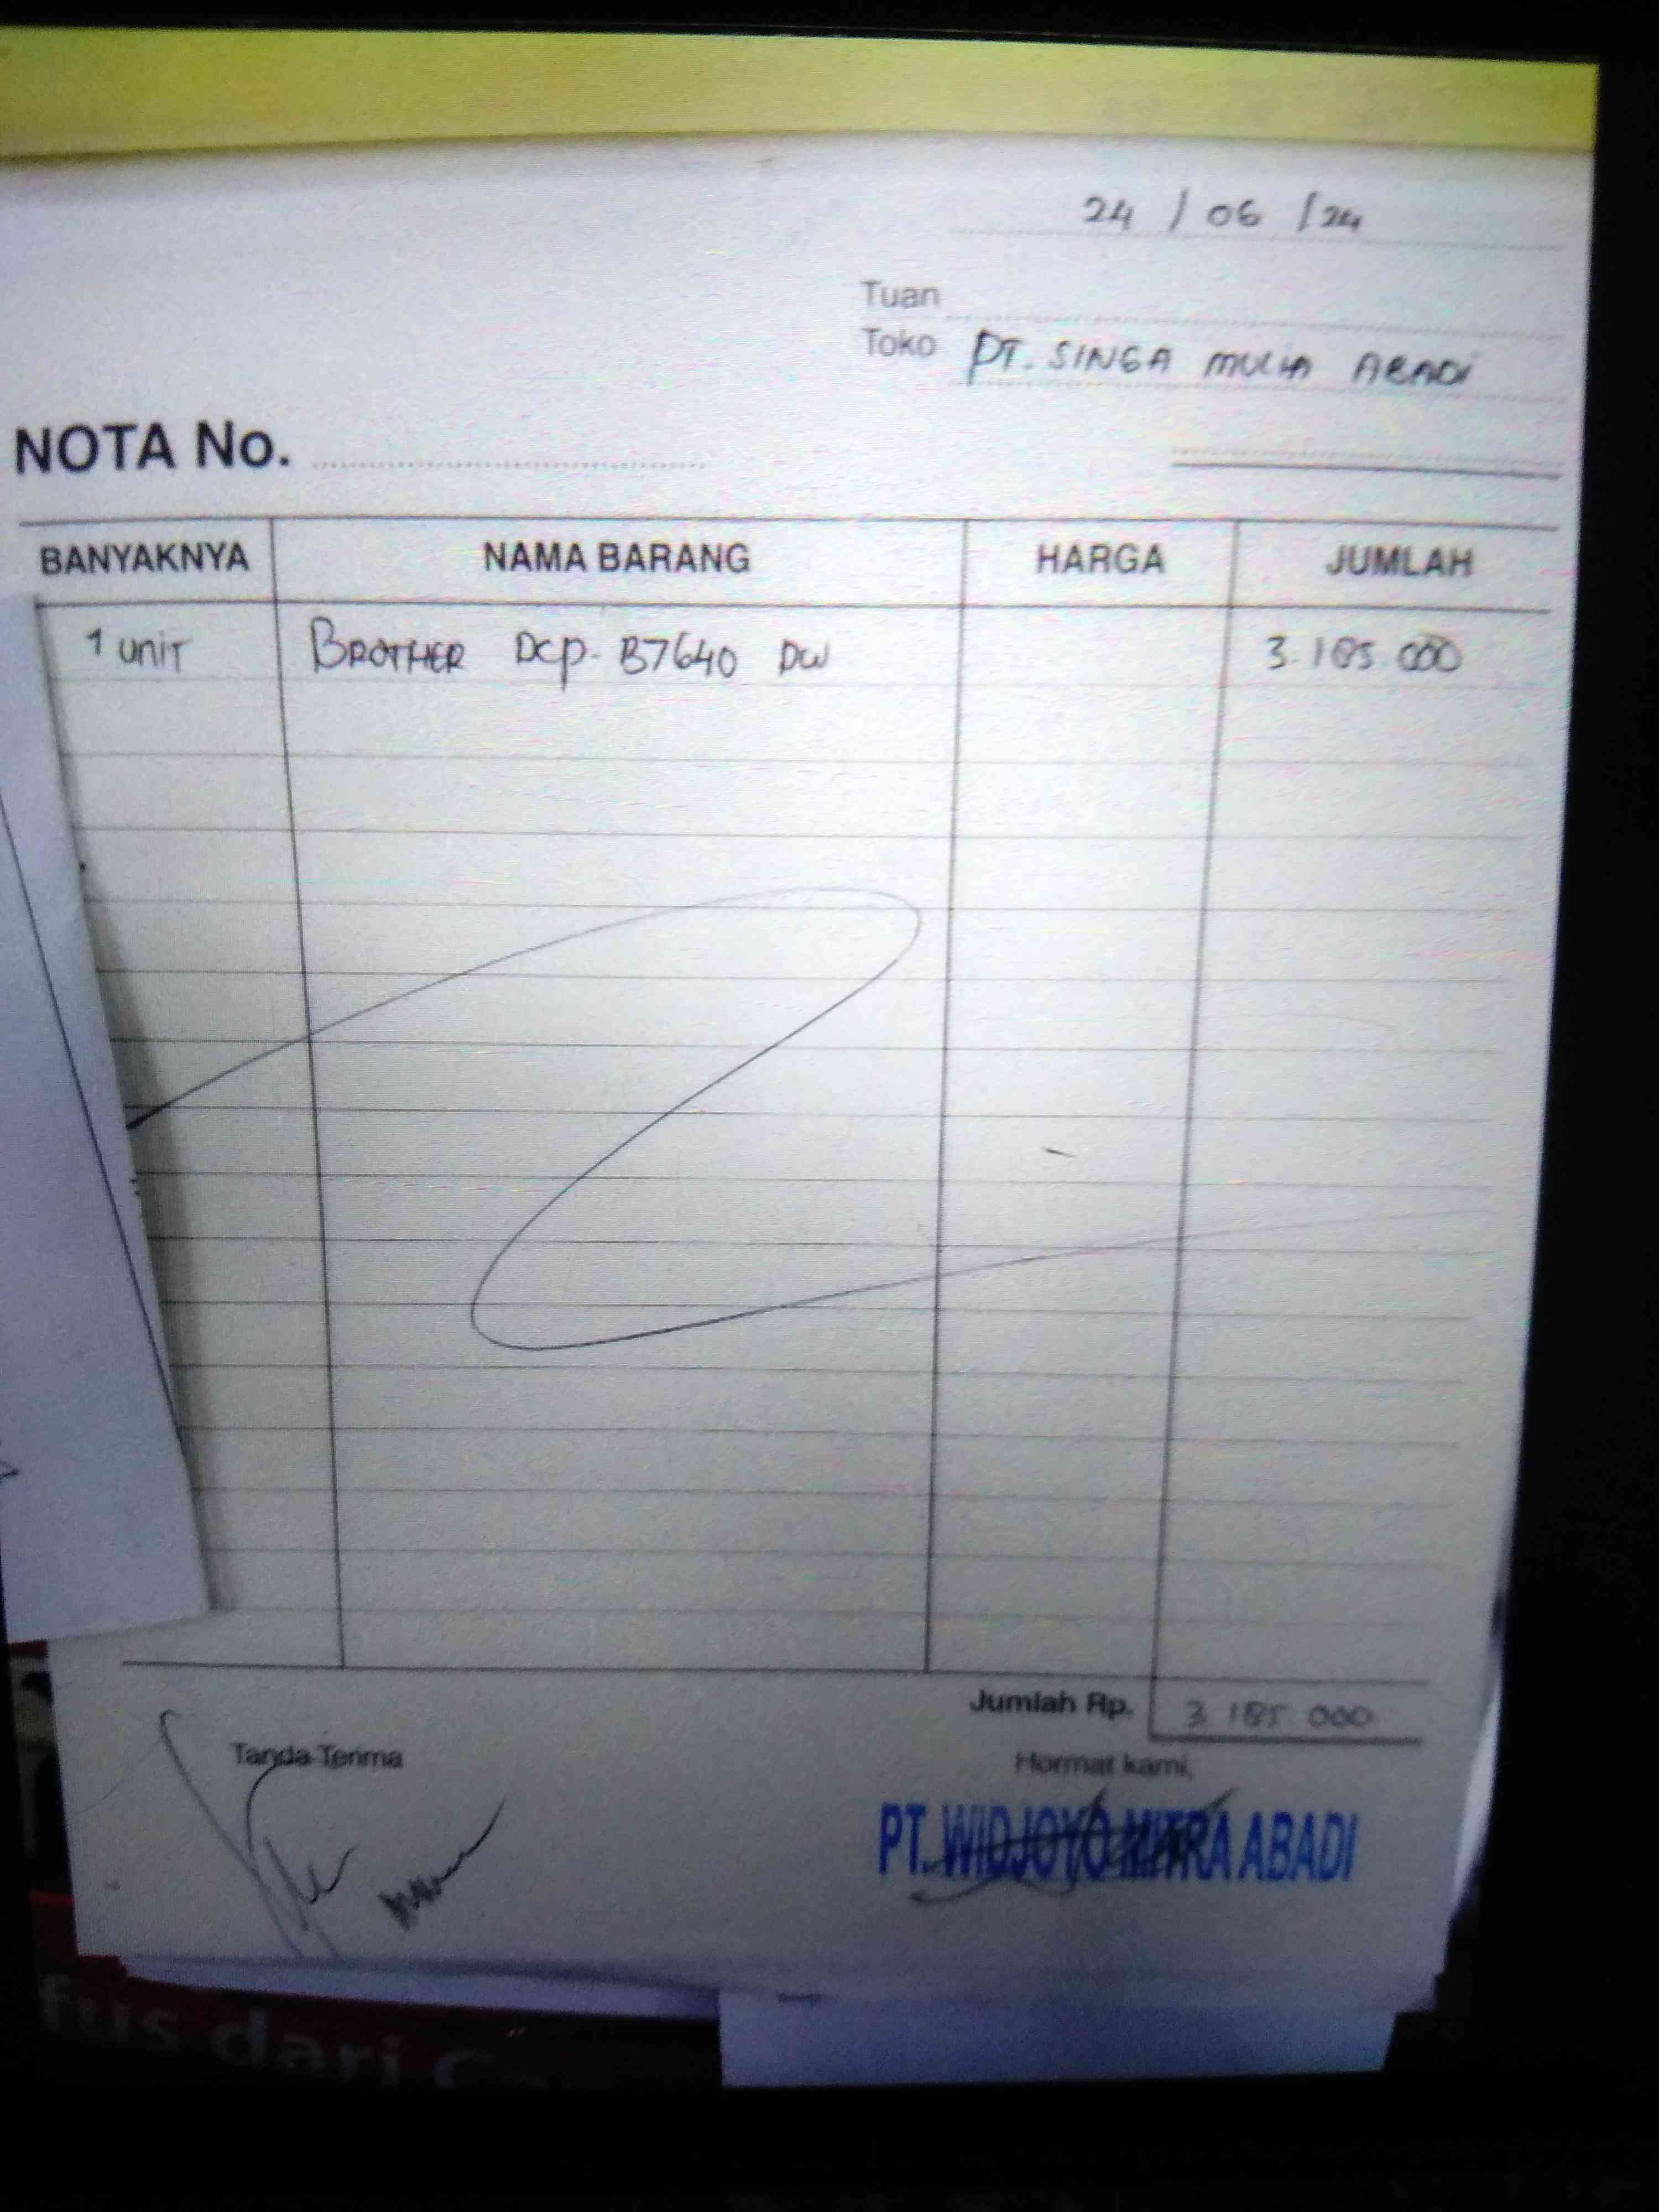 24 / 06 / 24
Tuan
Toko PT. SINGA MULIA ABADI
NOTA No.
BANYAKNYA NAMA BARANG HARGA JUMLAH
1 unit BROTHER DCP- B7640 DW 3.185.000
Jumlah Rp. 3 185 000
Tanda Terima Hormat kami,
PT. WIDJOYO MITRA ABADI
fus dari